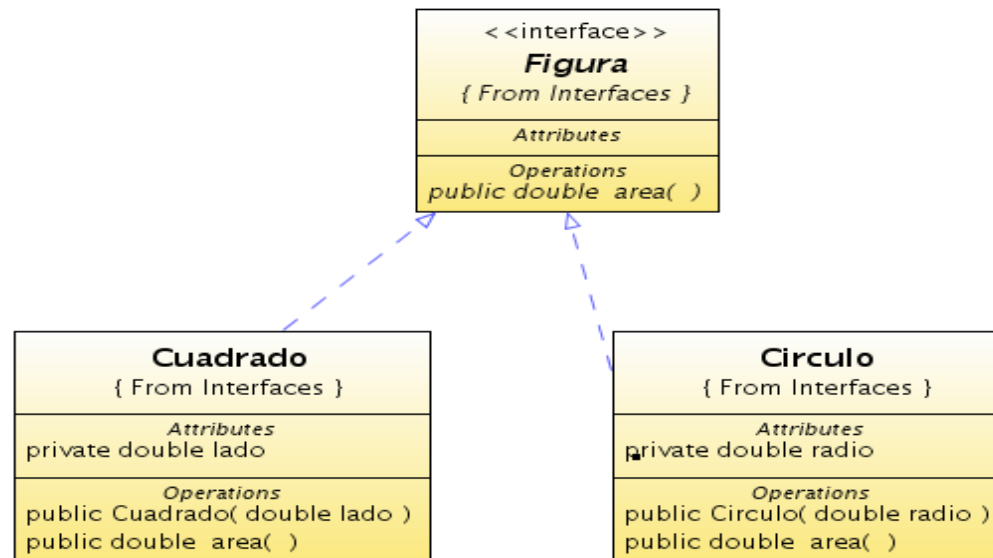 <<interface>>
Figura
{ From Interfaces }
Attributes
Operations
public double area( )
Cuadrado
{ From Interfaces }
Attributes
private double lado
Operations
public Cuadrado( double lado )
public double area( )
Circulo
{ From Interfaces }
Attributes
private double radio
Operations
public Circulo( double radio )
public double area( )